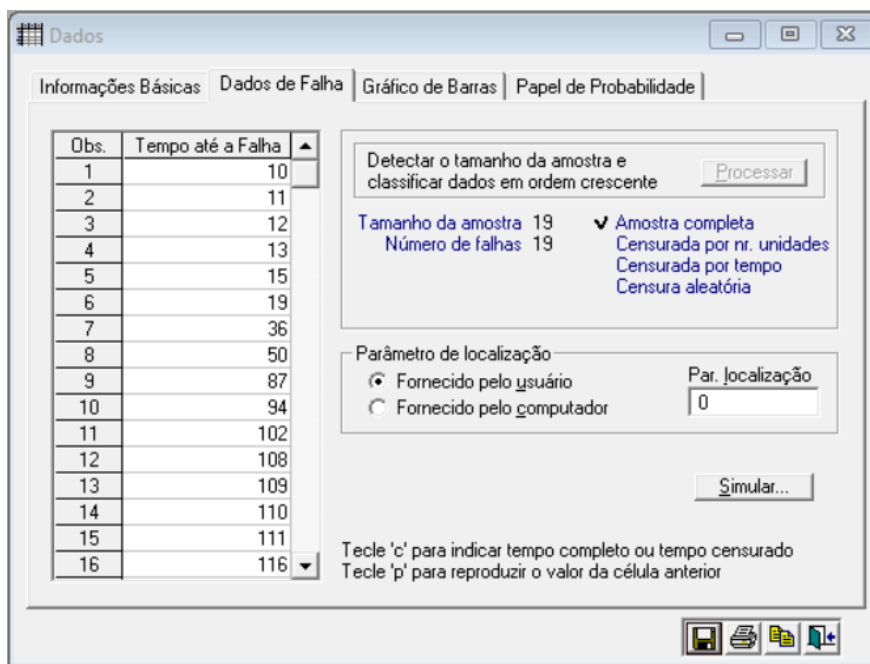 Dados
Informações Básicas Dados de Falha Gráfico de Barras Papel de Probabilidade
Obs. Tempo até a Falha
1 10
2 11
3 12
4 13
5 15
6 19
7 36
8 50
9 87
10 94
11 102
12 108
13 109
14 110
15 111
16 116
Detectar o tamanho da amostra e
classificar dados em ordem crescente
Processar
Tamanho da amostra 19
Número de falhas 19
Amostra completa
Censurada por nr. unidades
Censurada por tempo
Censura aleatória
Parâmetro de localização
Fornecido pelo usuário
Fornecido pelo computador
Par. localização
0
Simular...
Tecle 'c' para indicar tempo completo ou tempo censurado
Tecle 'p' para reproduzir o valor da célula anterior